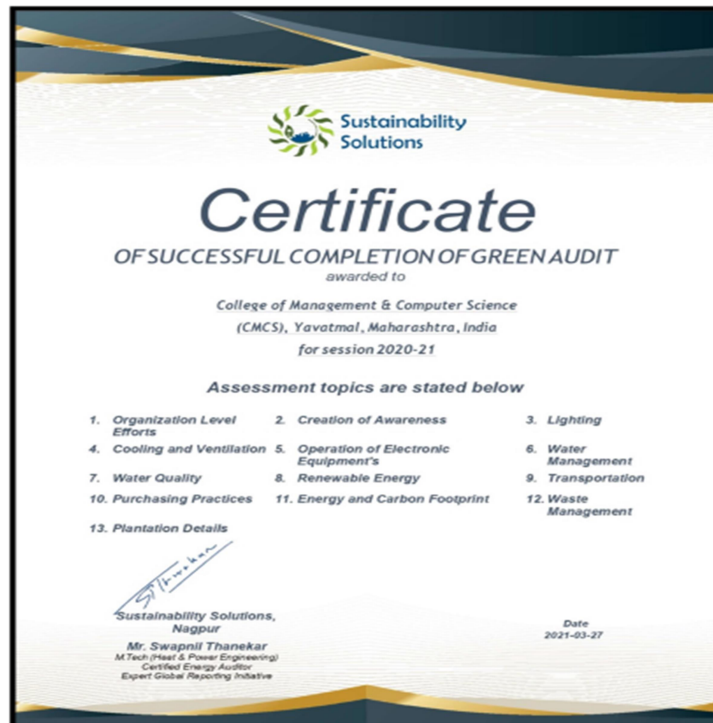 Sustainability
Solutions
Certificate
OF SUCCESSFUL COMPLETION OF GREEN AUDIT
awarded to
College of Management & Computer Science
(CMCS), Yavatmal, Maharashtra, India
for session 2020-21
Assessment topics are stated below
1. Organization Level Efforts
2. Creation of Awareness
3. Lighting
4. Cooling and Ventilation
5. Operation of Electronic Equipment's
6. Water Management
7. Water Quality
8. Renewable Energy
9. Transportation
10. Purchasing Practices
11. Energy and Carbon Footprint
12. Waste Management
13. Plantation Details
Sustainability Solutions,
Nagpur
Mr. Swapnil Thanekar
M.Tech (Heat & Power Engineering)
Certified Energy Auditor
Expert Global Reporting Initiative
Date
2021-03-27